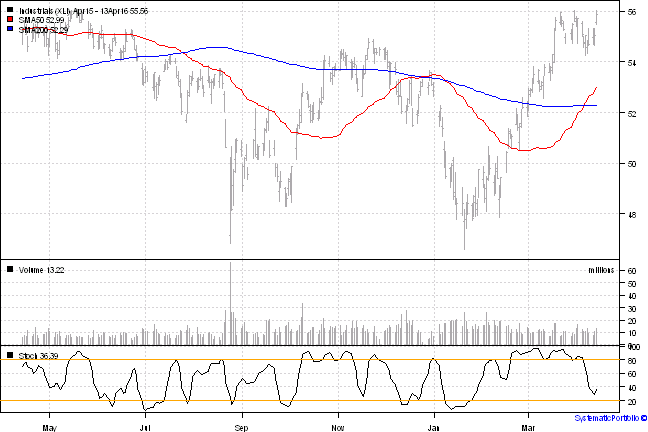 Industrials (XLI) Apr15 - 13Apr16 55,56
SMA50 52,99
SMA200 52,29
56
54
52
50
48
Volume 13,22
millions
60
50
40
30
20
10
0
Stoch 36,39
100
80
60
40
20
May
Jul
Sep
Nov
Jan
Mar
SystematicPortfolio ©